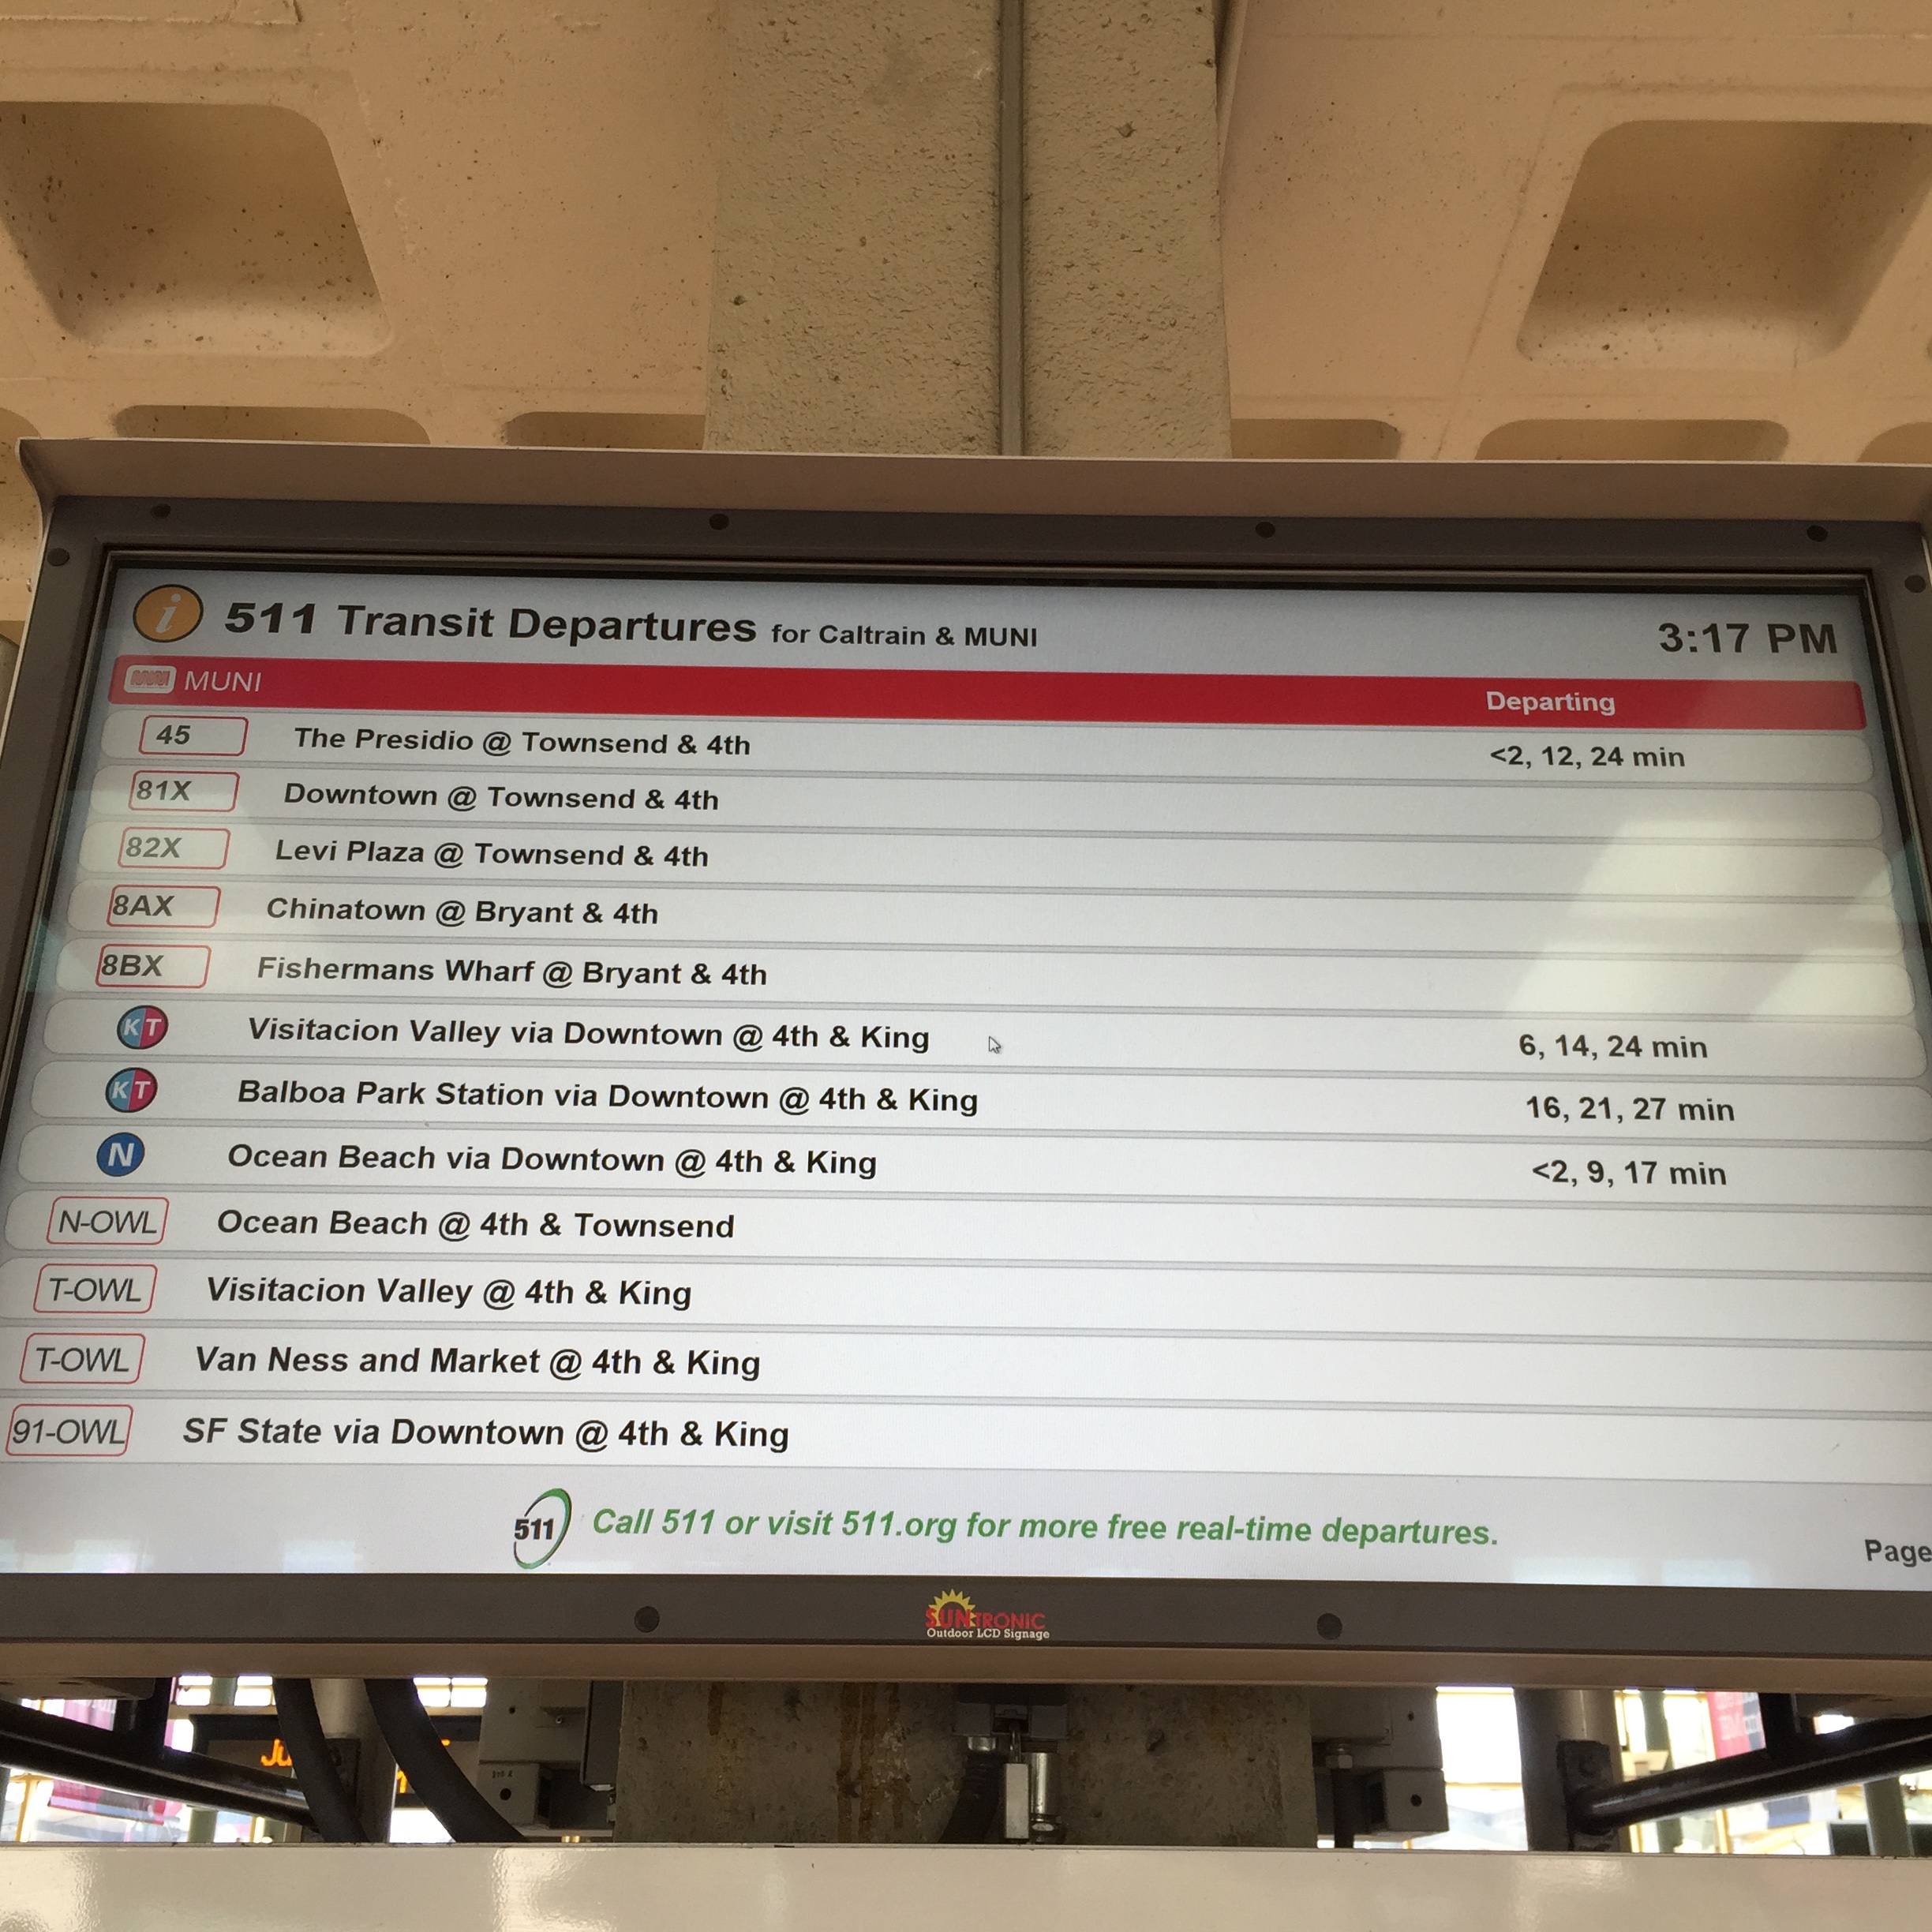 i 511 Transit Departures for Caltrain & MUNI 3:17 PM
MUNI MUNI Departing
45 The Presidio @ Townsend & 4th <2, 12, 24 min
81X Downtown @ Townsend & 4th
82X Levi Plaza @ Townsend & 4th
8AX Chinatown @ Bryant & 4th
8BX Fishermans Wharf @ Bryant & 4th
KT Visitacion Valley via Downtown @ 4th & King 6, 14, 24 min
KT Balboa Park Station via Downtown @ 4th & King 16, 21, 27 min
N Ocean Beach via Downtown @ 4th & King <2, 9, 17 min
N-OWL Ocean Beach @ 4th & Townsend
T-OWL Visitacion Valley @ 4th & King
T-OWL Van Ness and Market @ 4th & King
91-OWL SF State via Downtown @ 4th & King
511 Call 511 or visit 511.org for more free real-time departures.
Page
SUNTRONIC
Outdoor LCD Signage